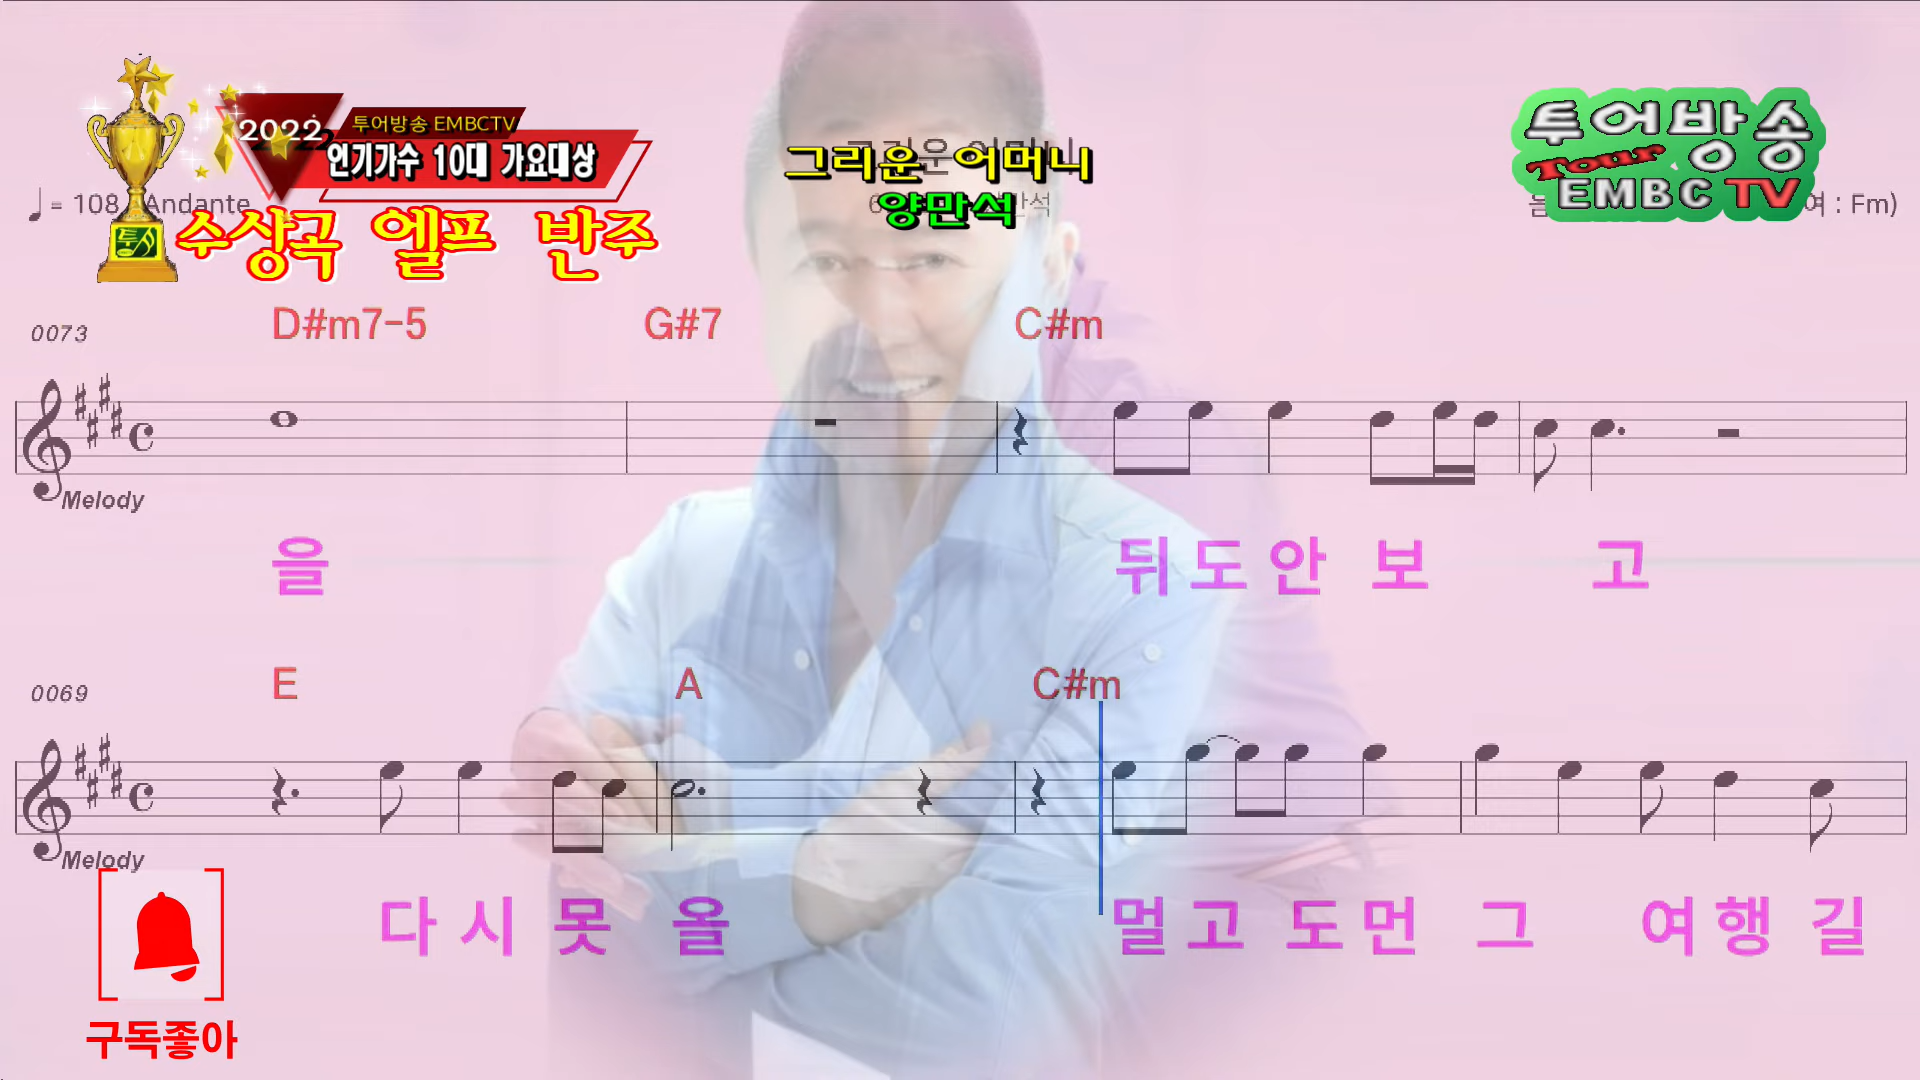 2022
투어방송 EMBCTV
인기가수 10대 가요대상
수상곡 엘프 반주
그리운 어머니
양만석
투어방송
Tour
EMBC TV
= 108 Andante
여 : Fm)
0073
D#m7-5 G#7 C#m
Melody
을 뒤도안 보 고
0069
E A C#m
Melody
다시 못 올 멀고 도먼 그 여행 길
구독좋아